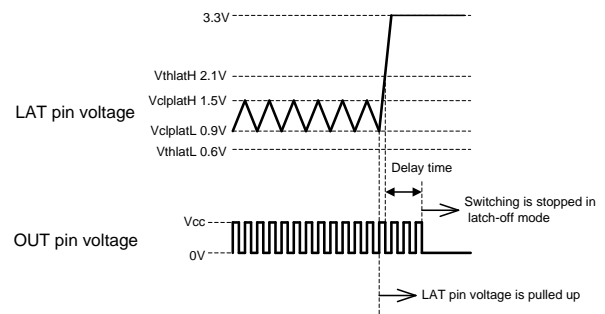 3.3V
VthlatH 2.1V
VclplatH 1.5V
LAT pin voltage
VclplatL 0.9V
VthlatL 0.6V
Delay time
Switching is stopped in
latch-off mode
Vcc
OUT pin voltage
0V
LAT pin voltage is pulled up